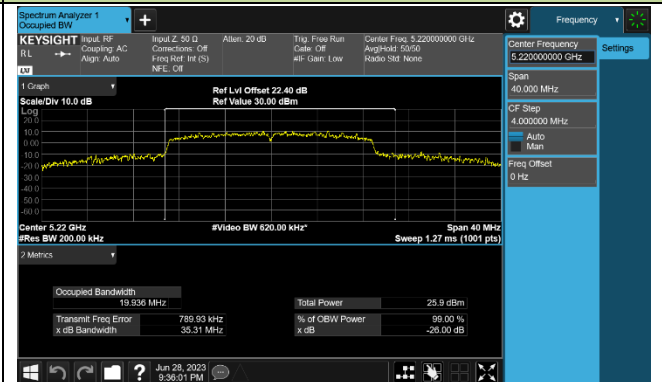 Spectrum Analyzer 1
Occupied BW
+
Frequency
KEYSIGHT
RL
LXI
Input: RF
Coupling: AC
Align: Auto
Input Z: 50 Ω
Corrections: Off
Freq Ref: Int (S)
NFE: Off
Atten: 20 dB
Trig: Free Run
Gate: Off
#IF Gain: Low
Center Freq: 5.220000000 GHz
Avg|Hold: 50/50
Radio Std: None
Center Frequency
5.220000000 GHz
Settings
Span
40.000 MHz
CF Step
4.000000 MHz
Auto
Man
Freq Offset
0 Hz
1 Graph
Scale/Div 10.0 dB
Ref Lvl Offset 22.40 dB
Ref Value 30.00 dBm
Log
20.0
10.0
0.00
-10.0
-20.0
-30.0
-40.0
-50.0
-60.0
Center 5.22 GHz
#Res BW 200.00 kHz
#Video BW 620.00 kHz*
Span 40 MHz
Sweep 1.27 ms (1001 pts)
2 Metrics
Occupied Bandwidth
19.936 MHz
Total Power 25.9 dBm
Transmit Freq Error 789.93 kHz
% of OBW Power 99.00 %
x dB Bandwidth 35.31 MHz
x dB -26.00 dB
?
Jun 28, 2023
9:36:01 PM